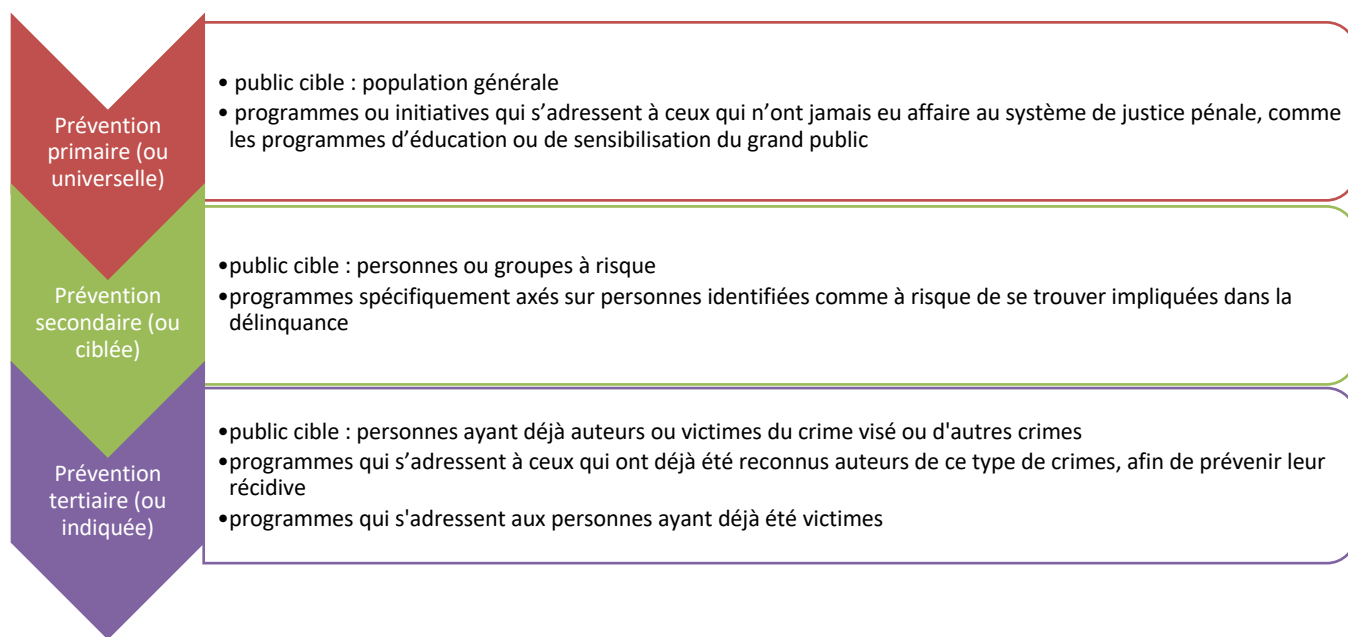 Prévention
primaire (ou
universelle)
• public cible : population générale
• programmes ou initiatives qui s’adressent à ceux qui n’ont jamais eu affaire au système de justice pénale, comme
les programmes d’éducation ou de sensibilisation du grand public
Prévention
secondaire (ou
ciblée)
•public cible : personnes ou groupes à risque
•programmes spécifiquement axés sur personnes identifiées comme à risque de se trouver impliquées dans la
délinquance
Prévention
tertiaire (ou
indiquée)
•public cible : personnes ayant déjà auteurs ou victimes du crime visé ou d'autres crimes
•programmes qui s’adressent à ceux qui ont déjà été reconnus auteurs de ce type de crimes, afin de prévenir leur
récidive
•programmes qui s'adressent aux personnes ayant déjà été victimes